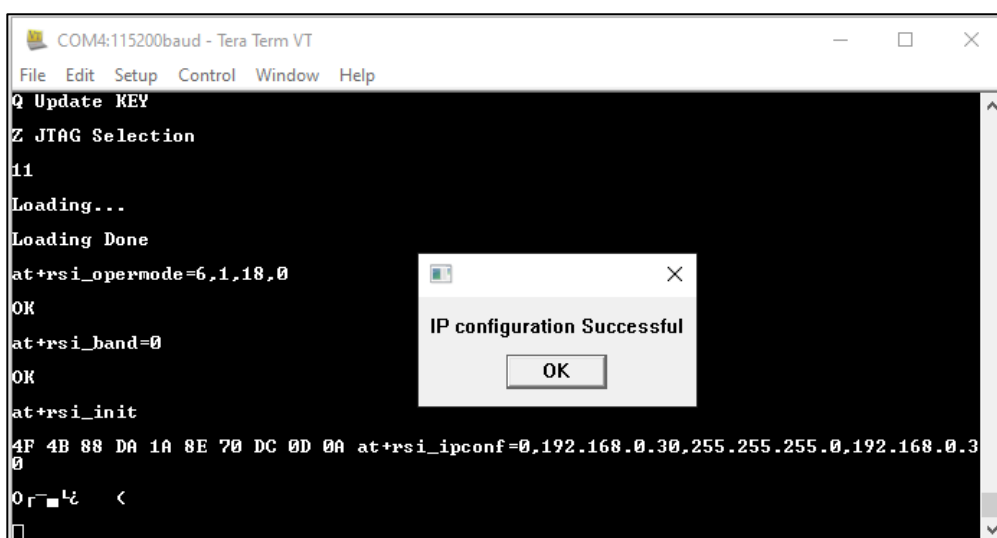 COM4:115200baud - Tera Term VT
File Edit Setup Control Window Help
Q Update KEY
Z JTAG Selection
11
Loading...
Loading Done
at+rsi_opermode=6,1,18,0
OK
at+rsi_band=0
OK
at+rsi_init
4F 4B 88 DA 1A 8E 70 DC 0D 0A at+rsi_ipconf=0,192.168.0.30,255.255.255.0,192.168.0.3
0
IP configuration Successful
OK